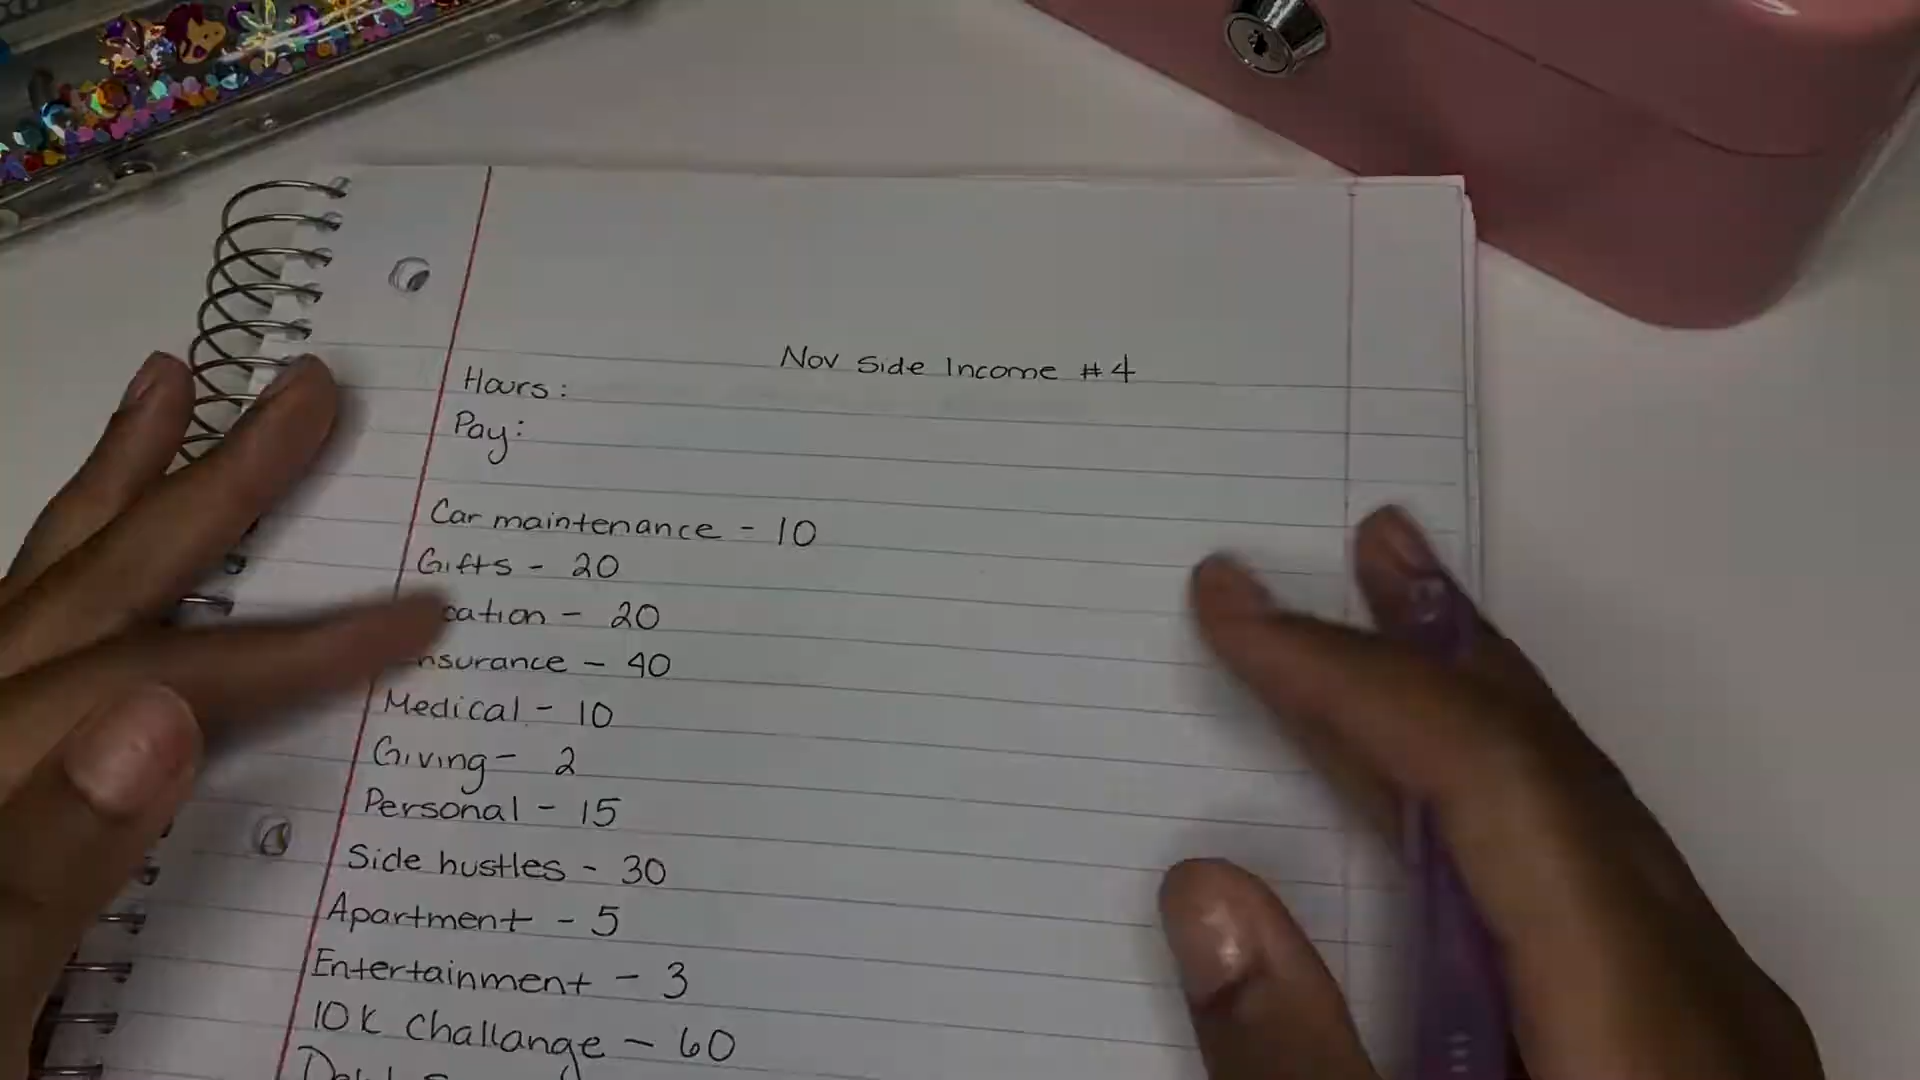 Nov Side Income #4
Hours:
Pay:
Car maintenance - 10
Gifts - 20
cation - 20
nsurance - 40
Medical - 10
Giving - 2
Personal - 15
Side hustles - 30
Apartment - 5
Entertainment - 3
10K Challange - 60